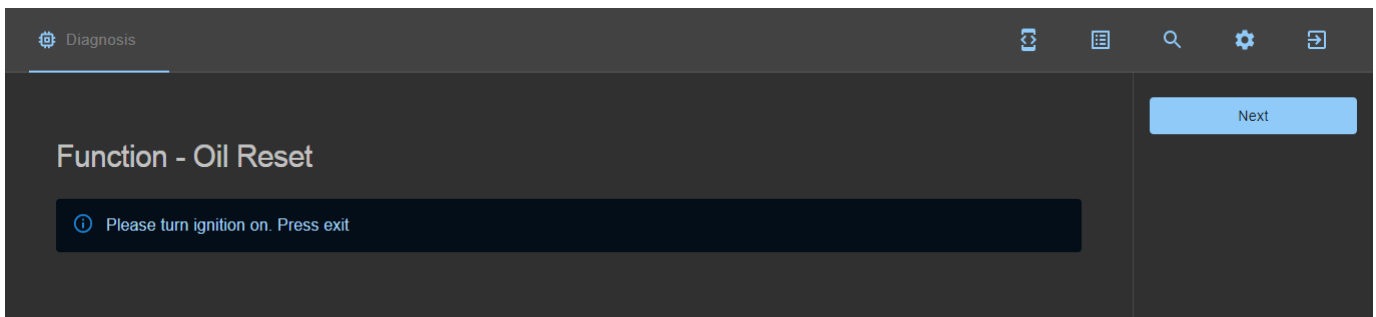 Diagnosis
Next
Function - Oil Reset
Please turn ignition on. Press exit